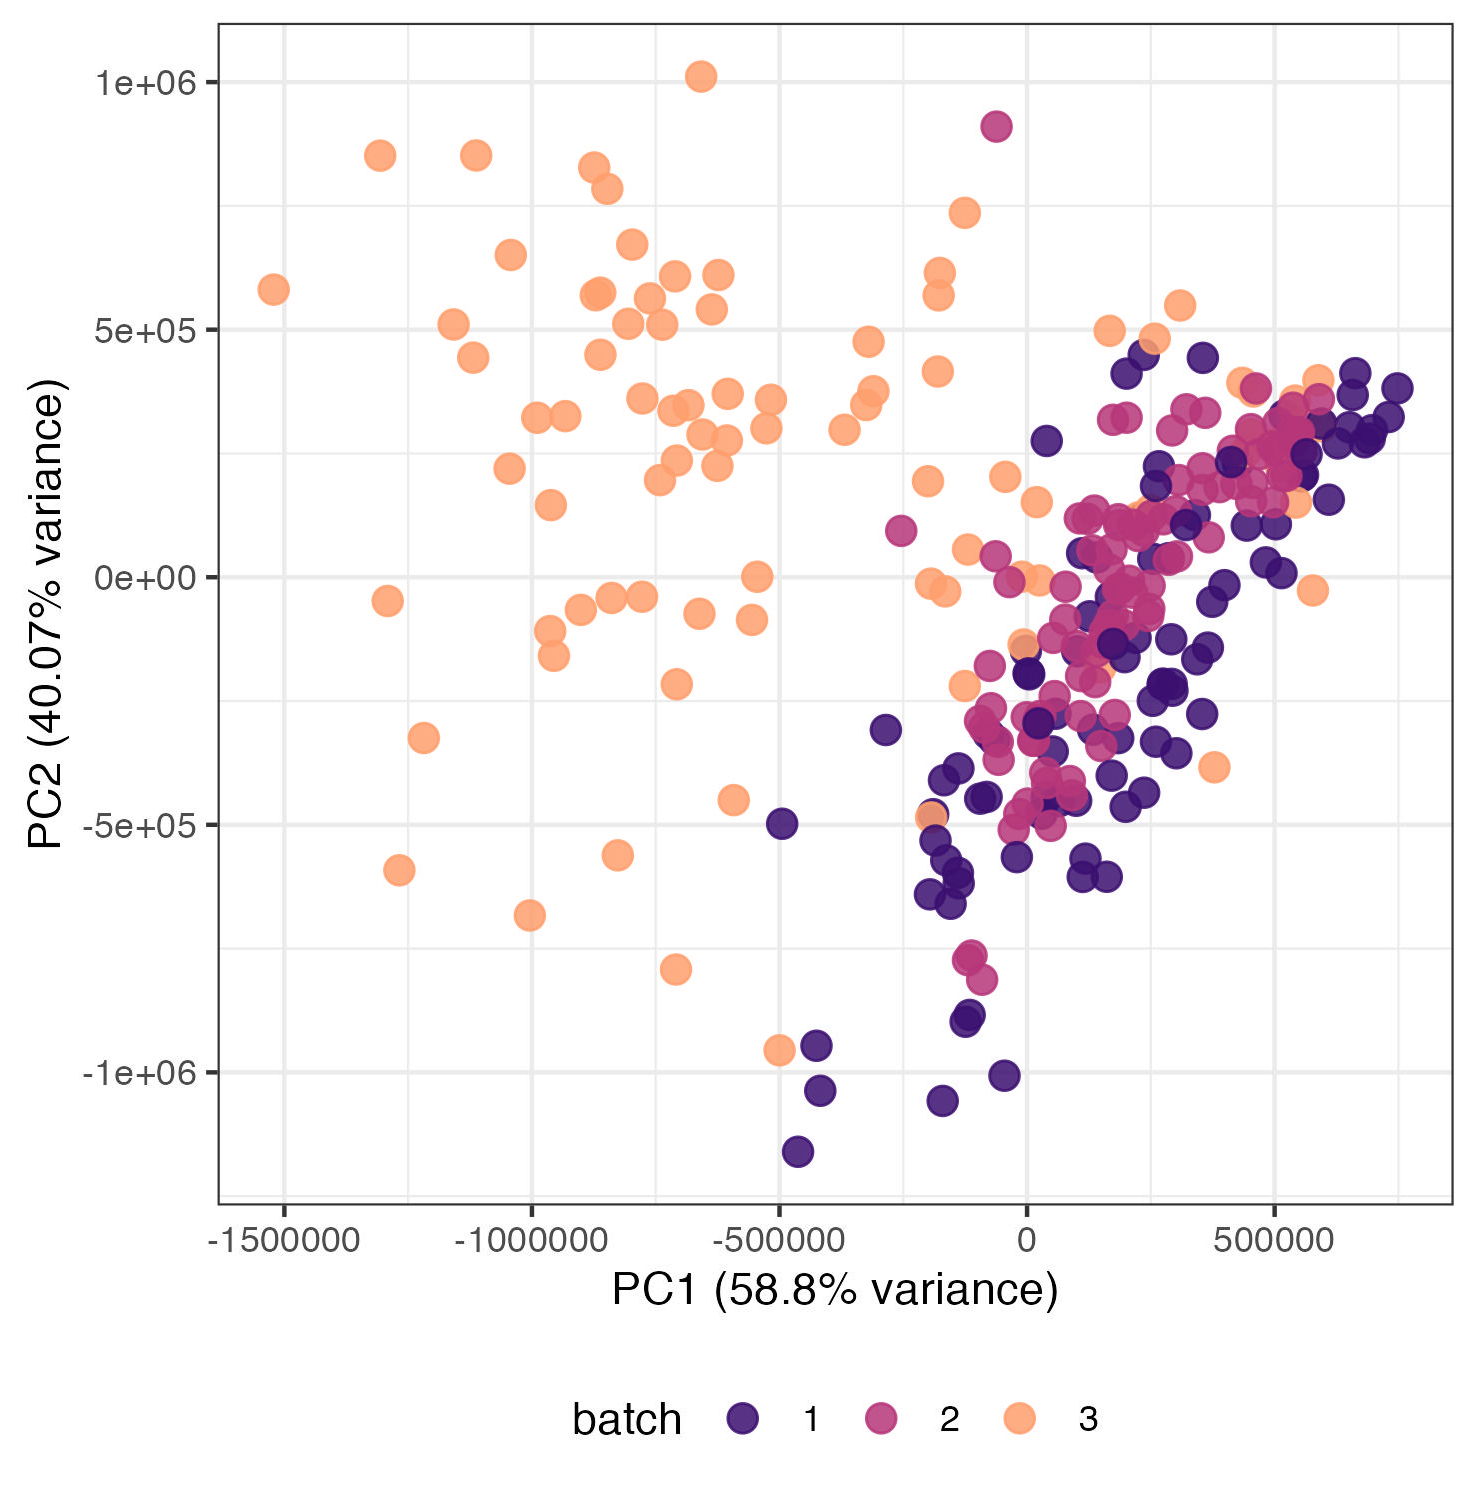 1e+06
5e+05
0e+00
-5e+05
-1e+06
PC2 (40.07% variance)
-1500000 -1000000 -500000 0 500000
PC1 (58.8% variance)
batch 1 2 3